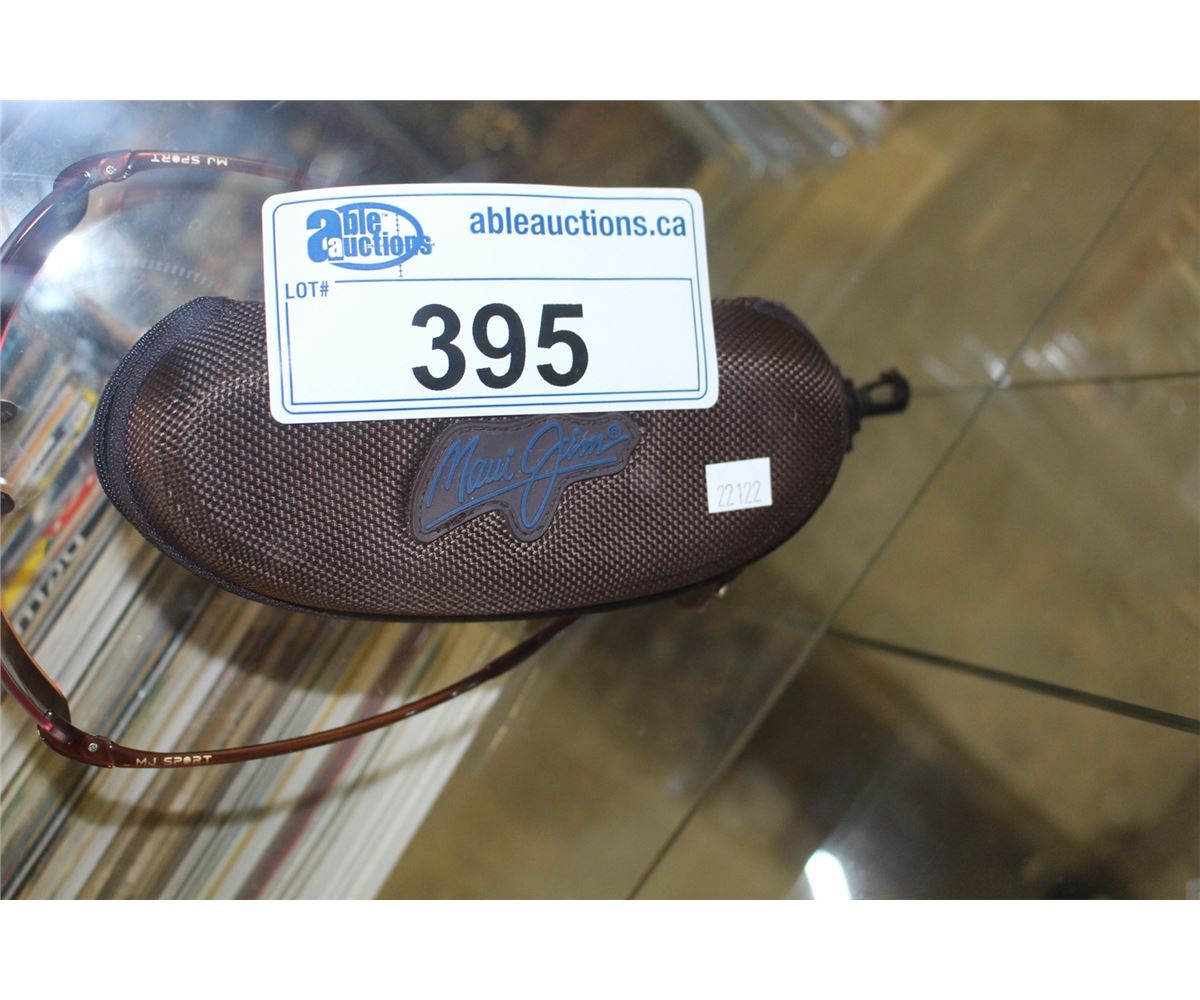 MJ SPORT
able auctions
ableauctions.ca
LOT#
395
Maui Jim®
22122
MJ SPORT